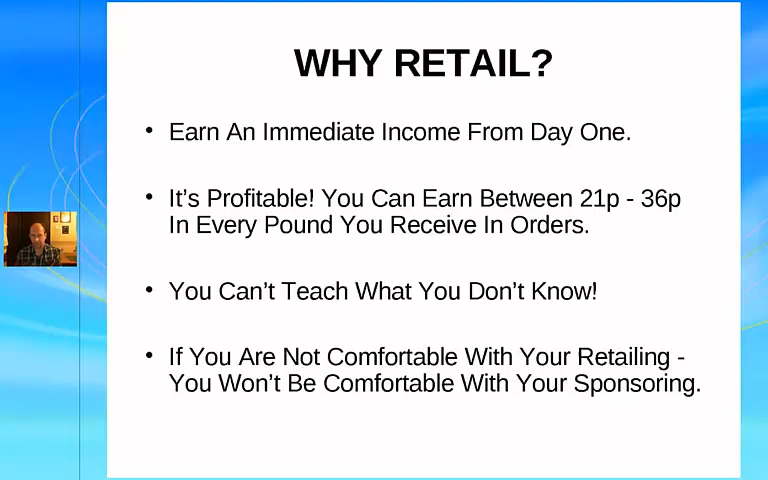 WHY RETAIL?
• Earn An Immediate Income From Day One.
• It’s Profitable! You Can Earn Between 21p - 36p
In Every Pound You Receive In Orders.
• You Can’t Teach What You Don’t Know!
• If You Are Not Comfortable With Your Retailing -
You Won’t Be Comfortable With Your Sponsoring.